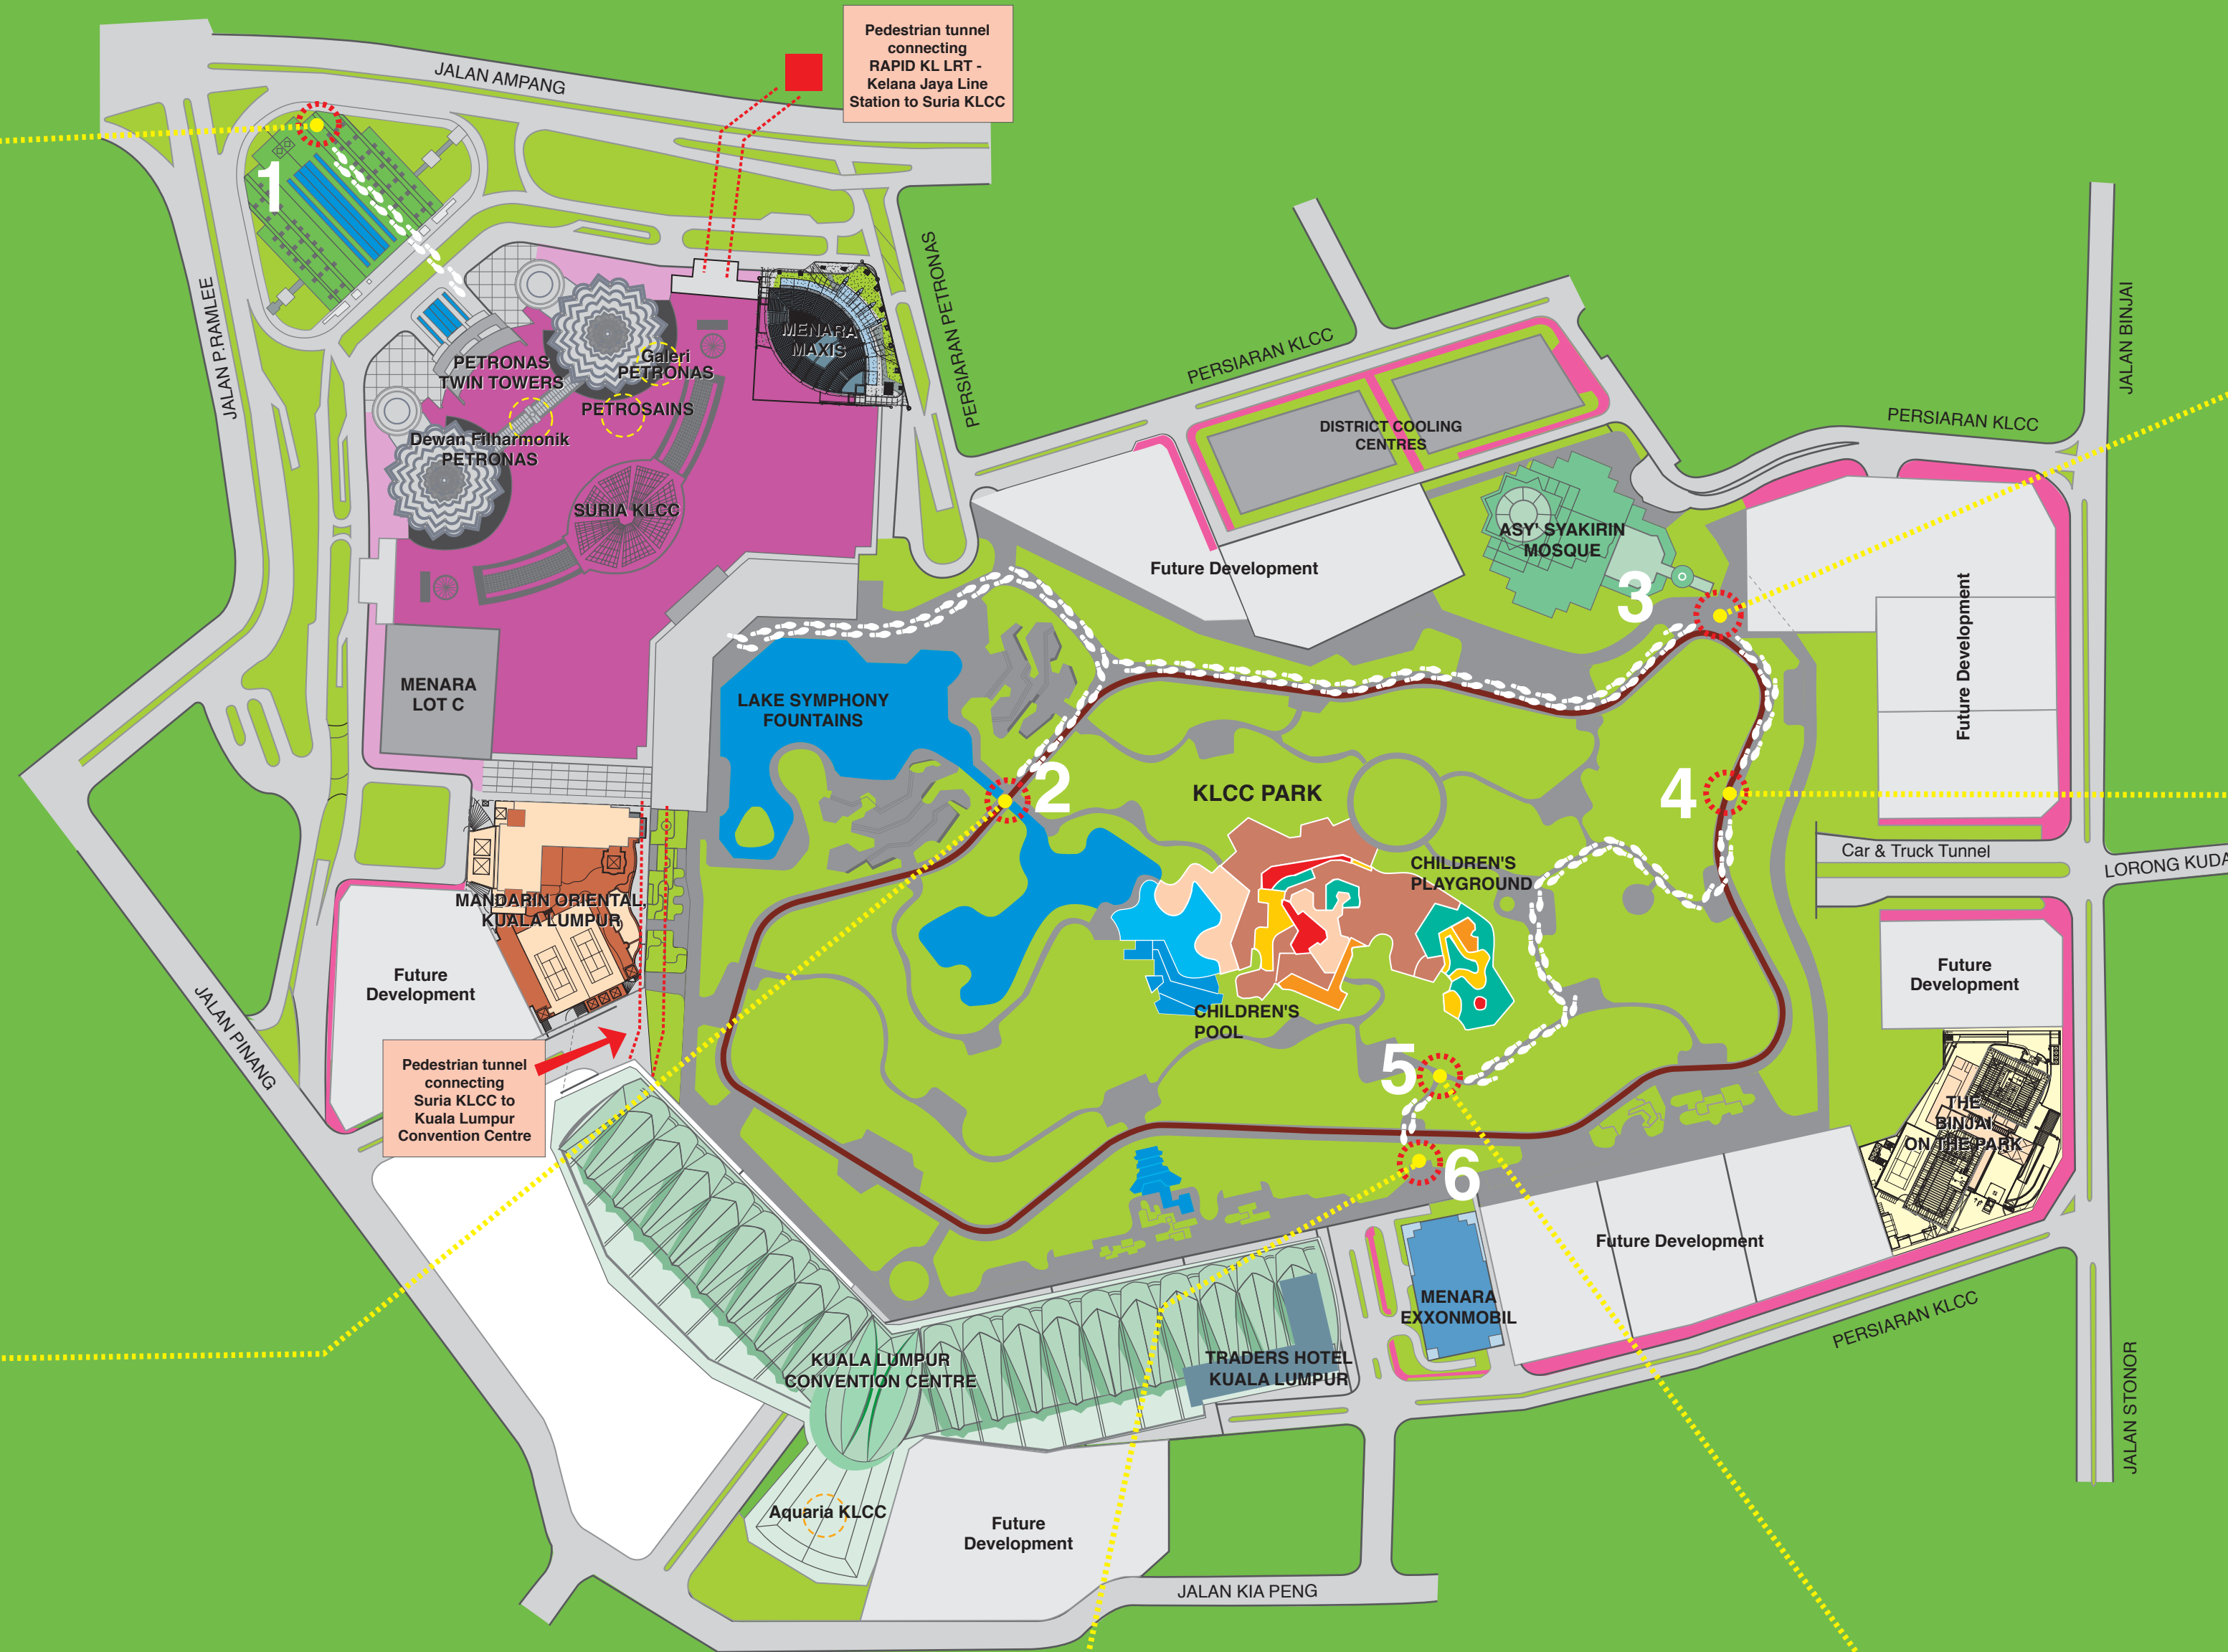 Pedestrian tunnel
connecting
RAPID KL LRT -
Kelana Jaya Line
Station to Suria KLCC
JALAN AMPANG
1
JALAN P.RAMLEE
PERSIARAN PETRONAS
JALAN BINJAI
PERSIARAN KLCC
PERSIARAN KLCC
MENARA
MAXIS
PETRONAS
TWIN TOWERS
Galeri
PETRONAS
PETROSAINS
Dewan Filharmonik
PETRONAS
SURIA KLCC
DISTRICT COOLING
CENTRES
ASY' SYAKIRIN
MOSQUE
Future Development
3
Future Development
MENARA
LOT C
LAKE SYMPHONY
FOUNTAINS
2
KLCC PARK
4
CHILDREN'S
PLAYGROUND
Car & Truck Tunnel
LORONG KUDA
MANDARIN ORIENTAL,
KUALA LUMPUR
Future
Development
Future
Development
CHILDREN'S
POOL
JALAN PINANG
5
Pedestrian tunnel
connecting
Suria KLCC to
Kuala Lumpur
Convention Centre
THE
BINJAI
ON THE PARK
6
Future Development
MENARA
EXXONMOBIL
PERSIARAN KLCC
KUALA LUMPUR
CONVENTION CENTRE
TRADERS HOTEL
KUALA LUMPUR
JALAN STONOR
Aquaria KLCC
Future
Development
JALAN KIA PENG